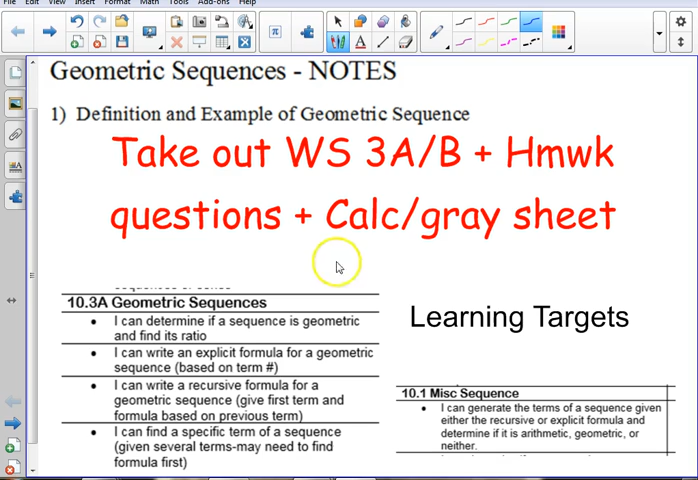 File Edit View Insert Format Math Tools Add-ons Help
Geometric Sequences - NOTES
1) Definition and Example of Geometric Sequence
Take out WS 3A/B + Hmwk
questions + Calc/gray sheet
10.3A Geometric Sequences
• I can determine if a sequence is geometric
and find its ratio
• I can write an explicit formula for a geometric
sequence (based on term #)
• I can write a recursive formula for a
geometric sequence (give first term and
formula based on previous term)
• I can find a specific term of a sequence
(given several terms-may need to find
formula first)
Learning Targets
10.1 Misc Sequence
• I can generate the terms of a sequence given
either the recursive or explicit formula and
determine if it is arithmetic, geometric, or
neither.